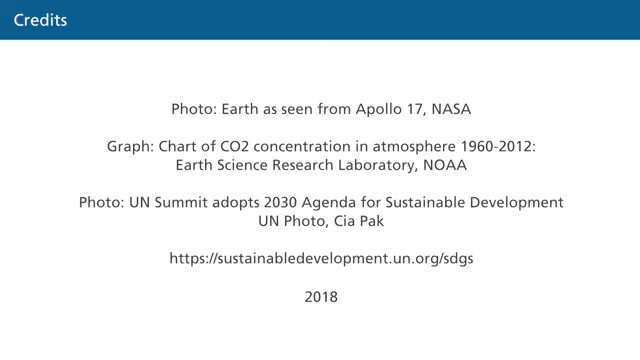 Credits
Photo: Earth as seen from Apollo 17, NASA
Graph: Chart of CO2 concentration in atmosphere 1960-2012:
Earth Science Research Laboratory, NOAA
Photo: UN Summit adopts 2030 Agenda for Sustainable Development
UN Photo, Cia Pak
https://sustainabledevelopment.un.org/sdgs
2018